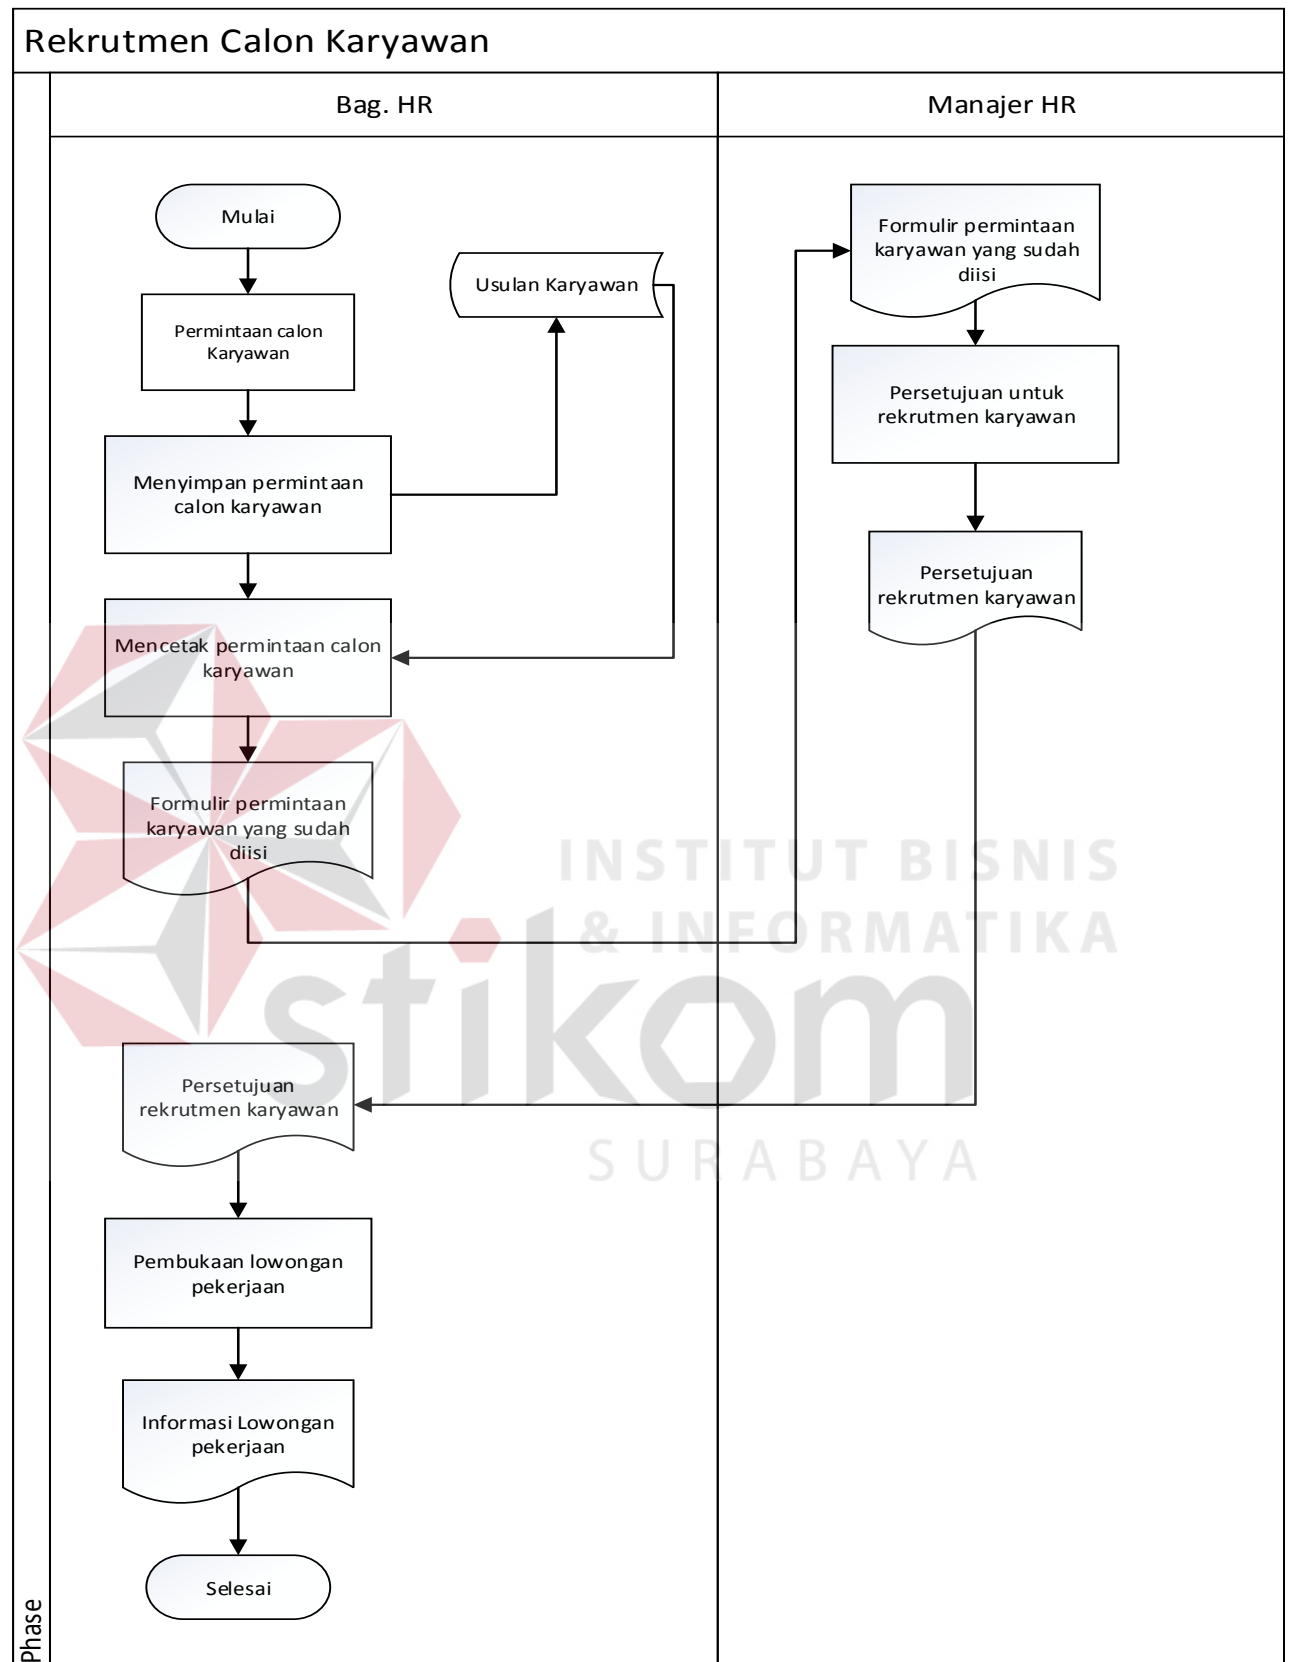 Rekrutmen Calon Karyawan
Bag. HR
Manajer HR
Mulai
Permintaan calon
Karyawan
Usulan Karyawan
Menyimpan permintaan
calon karyawan
Mencetak permintaan calon
karyawan
Formulir permintaan
karyawan yang sudah
diisi
Formulir permintaan
karyawan yang sudah
diisi
Persetujuan untuk
rekrutmen karyawan
Persetujuan
rekrutmen karyawan
Persetujuan
rekrutmen karyawan
Pembukaan lowongan
pekerjaan
Informasi Lowongan
pekerjaan
Selesai
Phase
INSTITUT BISNIS
& INFORMATIKA
stikom
SURABAYA